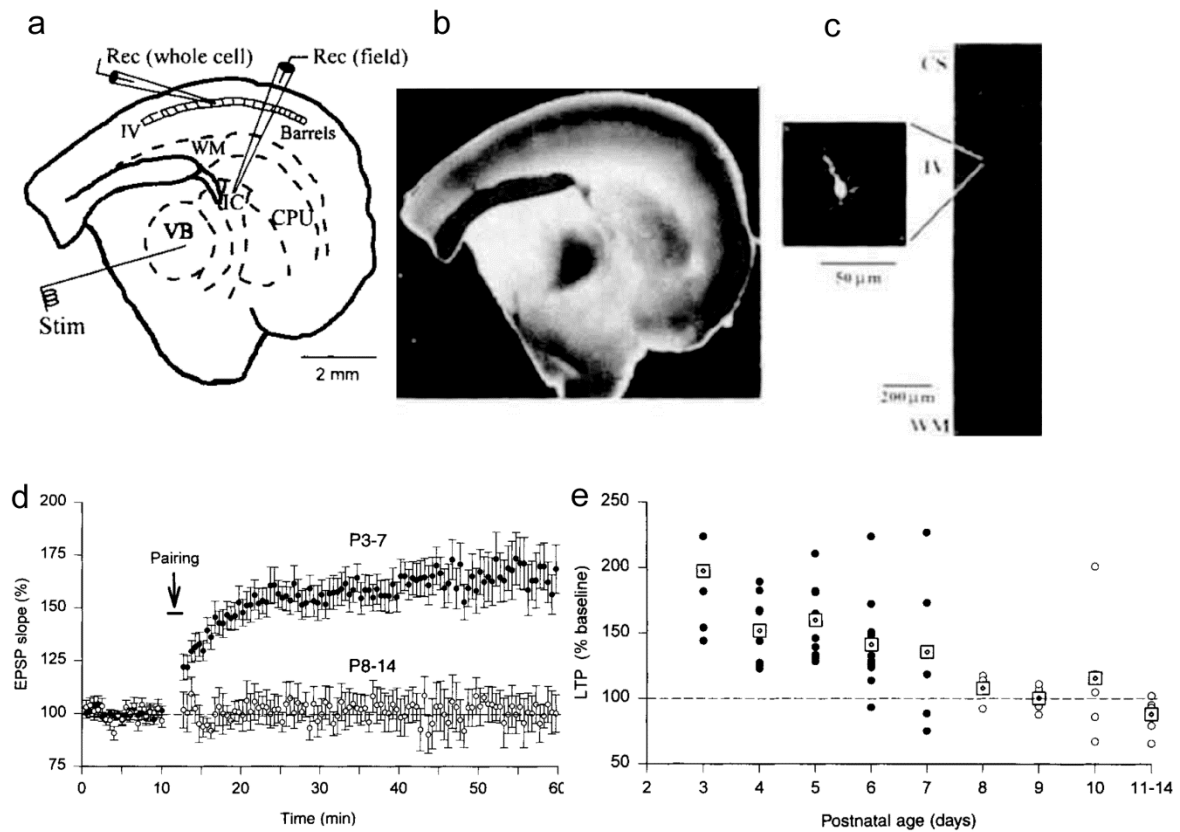 a
Rec (whole cell)
Rec (field)
IV
Barrels
WM
IC
VB
CPU
Stim
2 mm
b
c
CS
IV
50 μm
200 μm
WM
d
200
175
150
125
100
75
EPSP slope (%)
Pairing
P3-7
P8-14
0 10 20 30 40 50 60
Time (min)
e
250
200
150
100
50
LTP (% baseline)
2 3 4 5 6 7 8 9 10 11-14
Postnatal age (days)